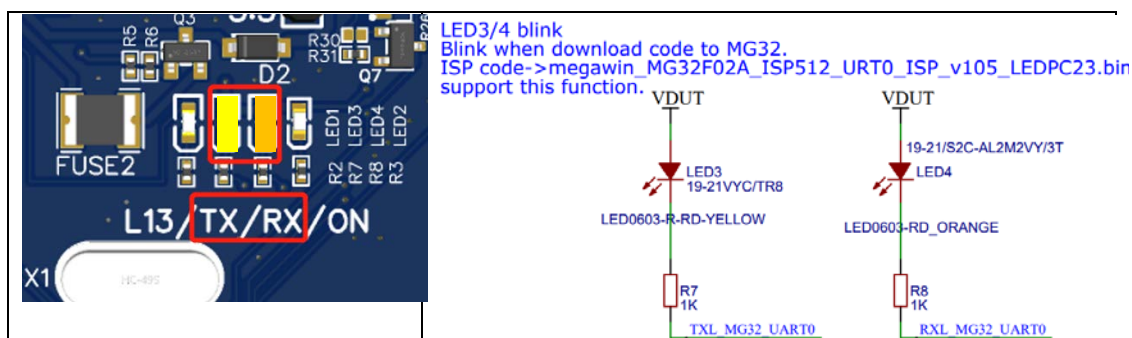 Q3
R5
R6
R30
R31
R26
Q7
D2
FUSE2
LED1
LED3
LED4
LED2
R2
R7
R8
R3
L13/TX/RX/ON
X1
HC-49S
LED3/4 blink
Blink when download code to MG32.
ISP code->megawin_MG32F02A_ISP512_URT0_ISP_v105_LEDPC23.bin
support this function.
VDUT
LED3
19-21VYC/TR8
LED0603-R-RD-YELLOW
R7
1K
TXL_MG32_UART0
VDUT
19-21/S2C-AL2M2VY/3T
LED4
LED0603-RD_ORANGE
R8
1K
RXL_MG32_UART0